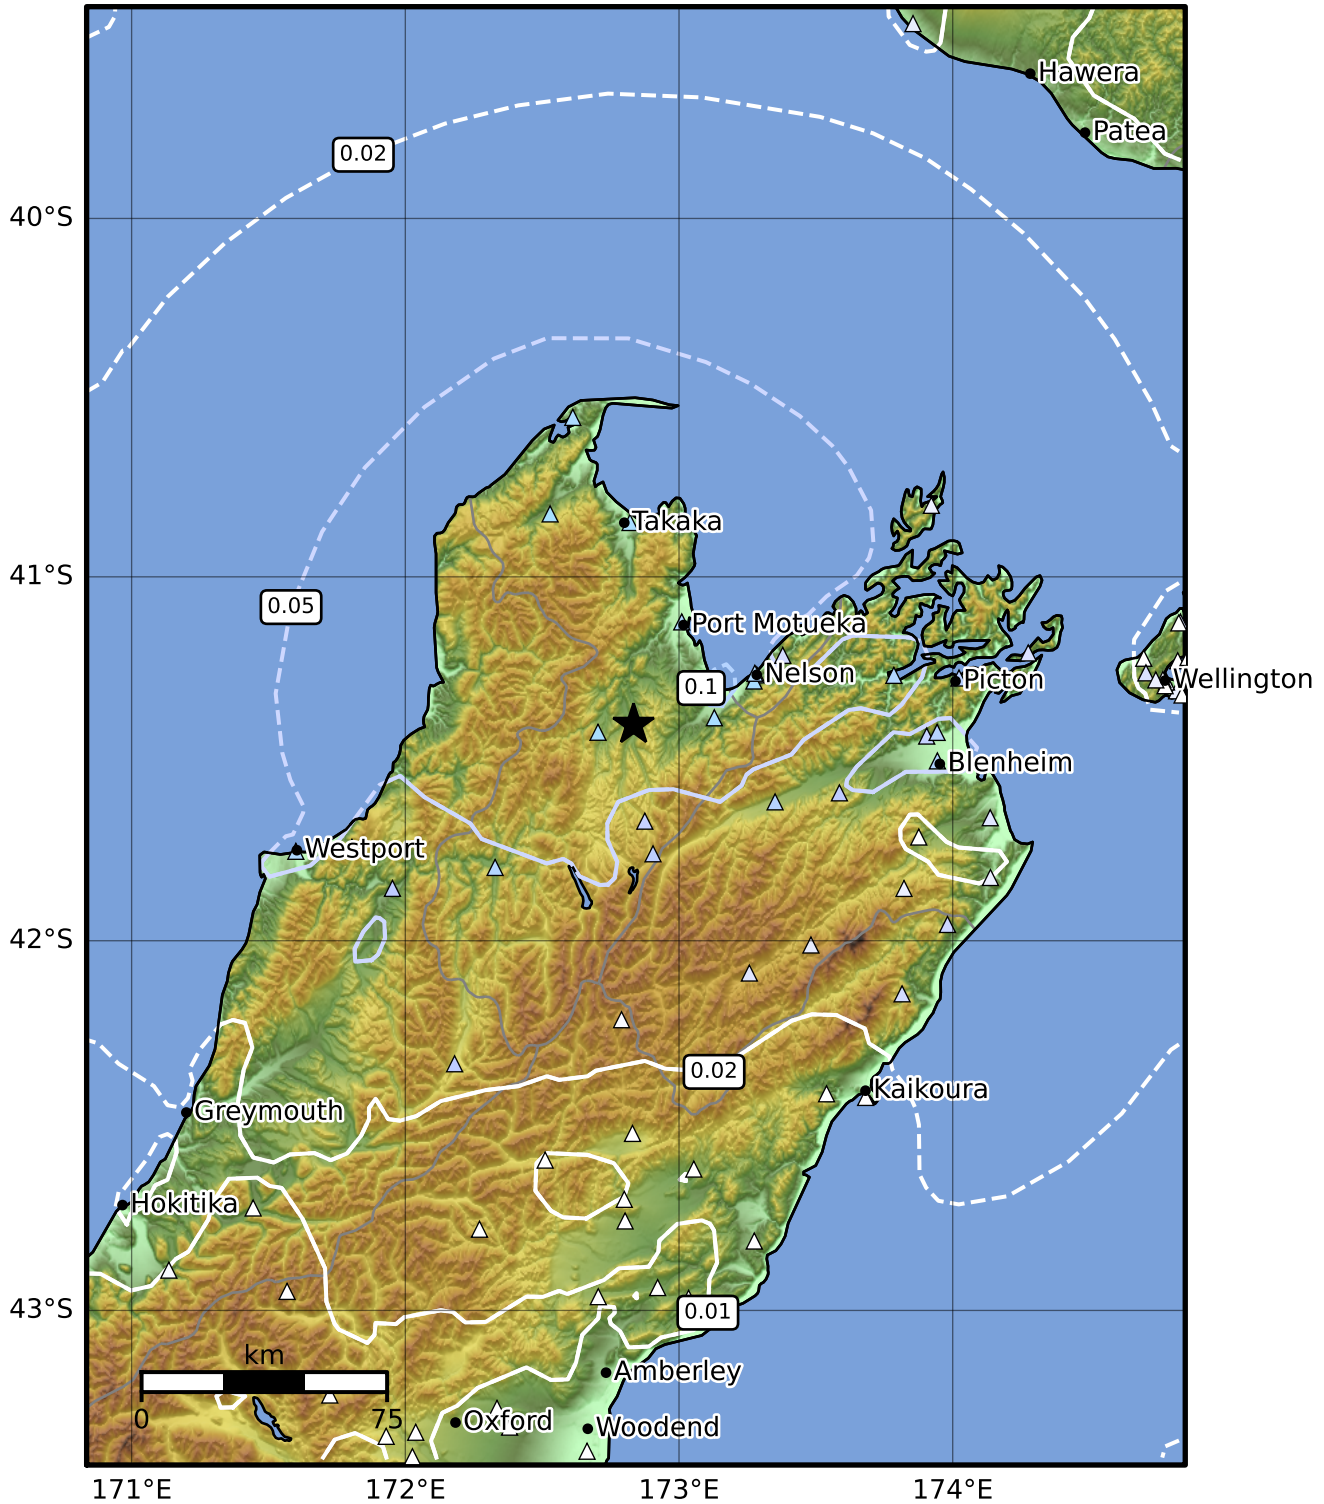 Hawera
Patea
0.02
40°S
Takaka
41°S
0.05
Port Motueka
Nelson
0.1
Picton
Wellington
Blenheim
Westport
42°S
0.02
Kaikoura
Greymouth
Hokitika
43°S
0.01
km
0
75
Amberley
Oxford
Woodend
171°E
172°E
173°E
174°E